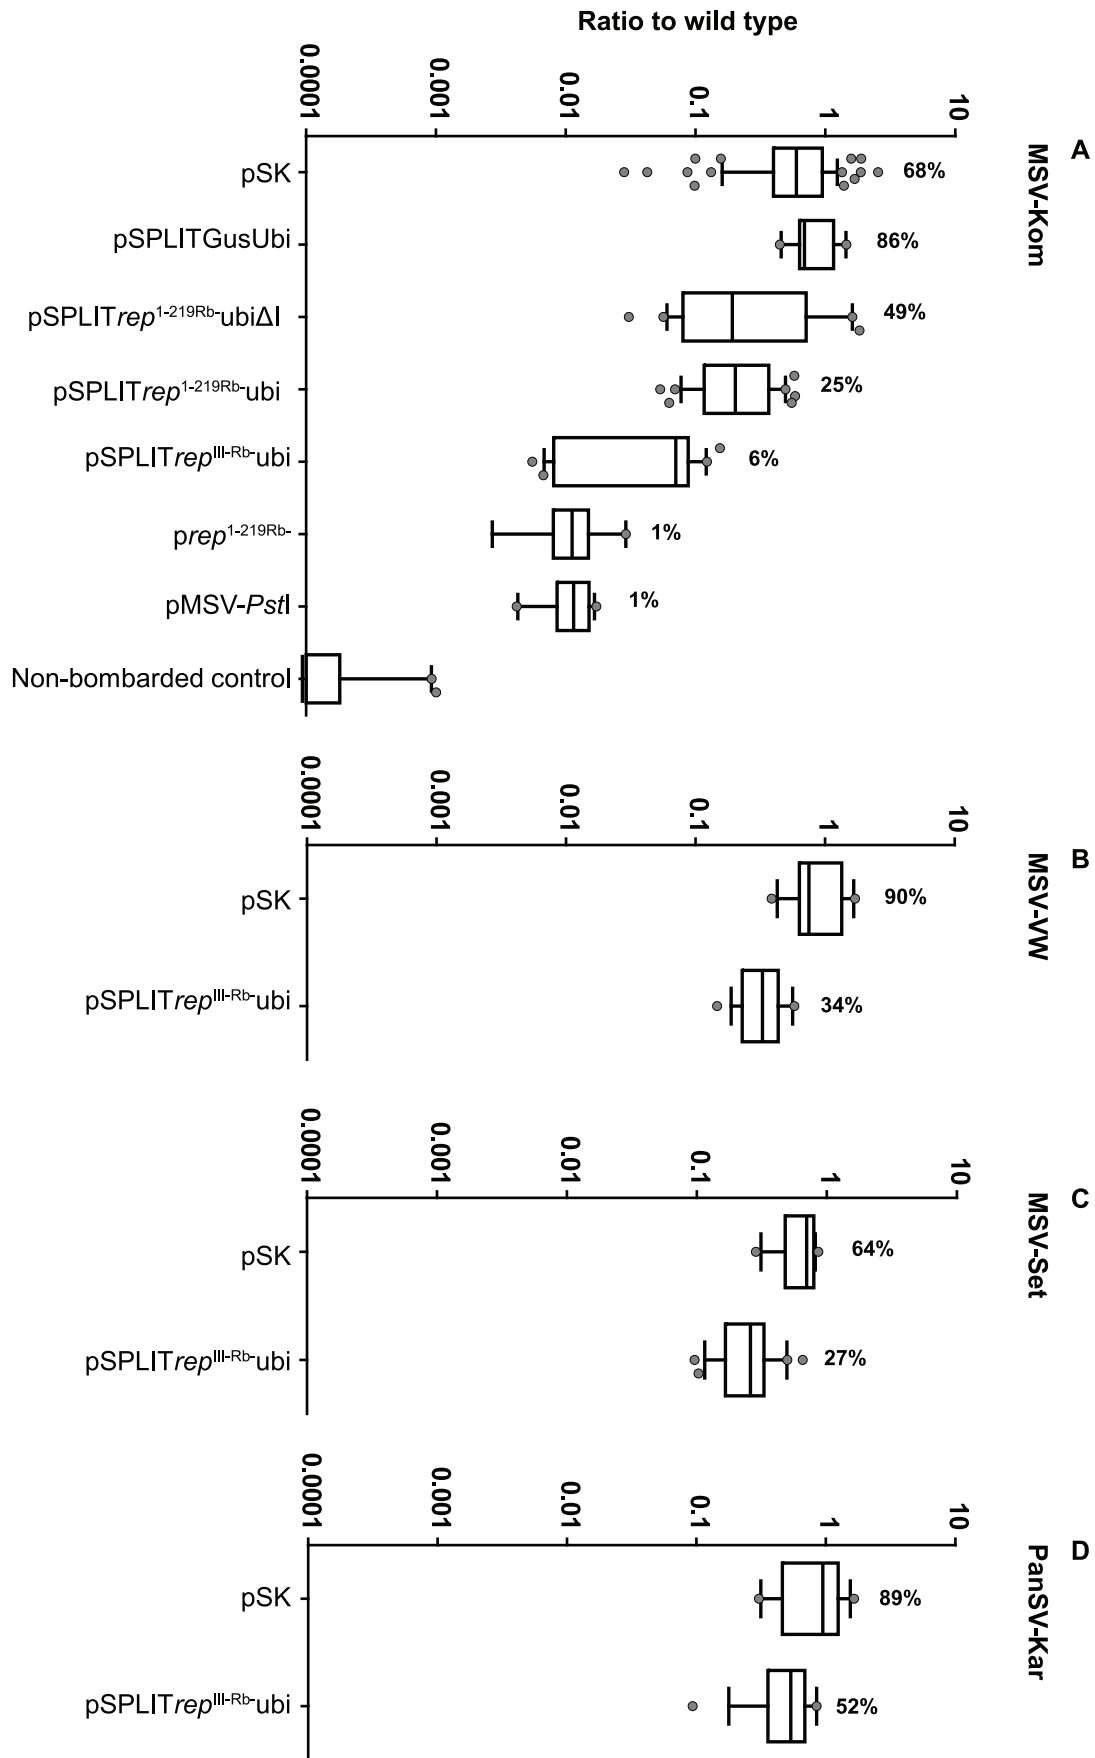 Ratio to wild type
0.0001
0.001
0.01
0.1
1
10
A
MSV-Kom
pSK
68%
pSPLITGusUbi
86%
pSPLITrep1-219Rb-ubiΔI
49%
pSPLITrep1-219Rb-ubi
25%
pSPLITrepIII-Rb-ubi
6%
prep1-219Rb-
1%
pMSV-PstI
1%
Non-bombarded control
0.0001
0.001
0.01
0.1
1
10
B
MSV-VW
pSK
90%
pSPLITrepIII-Rb-ubi
34%
0.0001
0.001
0.01
0.1
1
10
C
MSV-Set
pSK
64%
pSPLITrepIII-Rb-ubi
27%
0.0001
0.001
0.01
0.1
1
10
D
PanSV-Kar
pSK
89%
pSPLITrepIII-Rb-ubi
52%